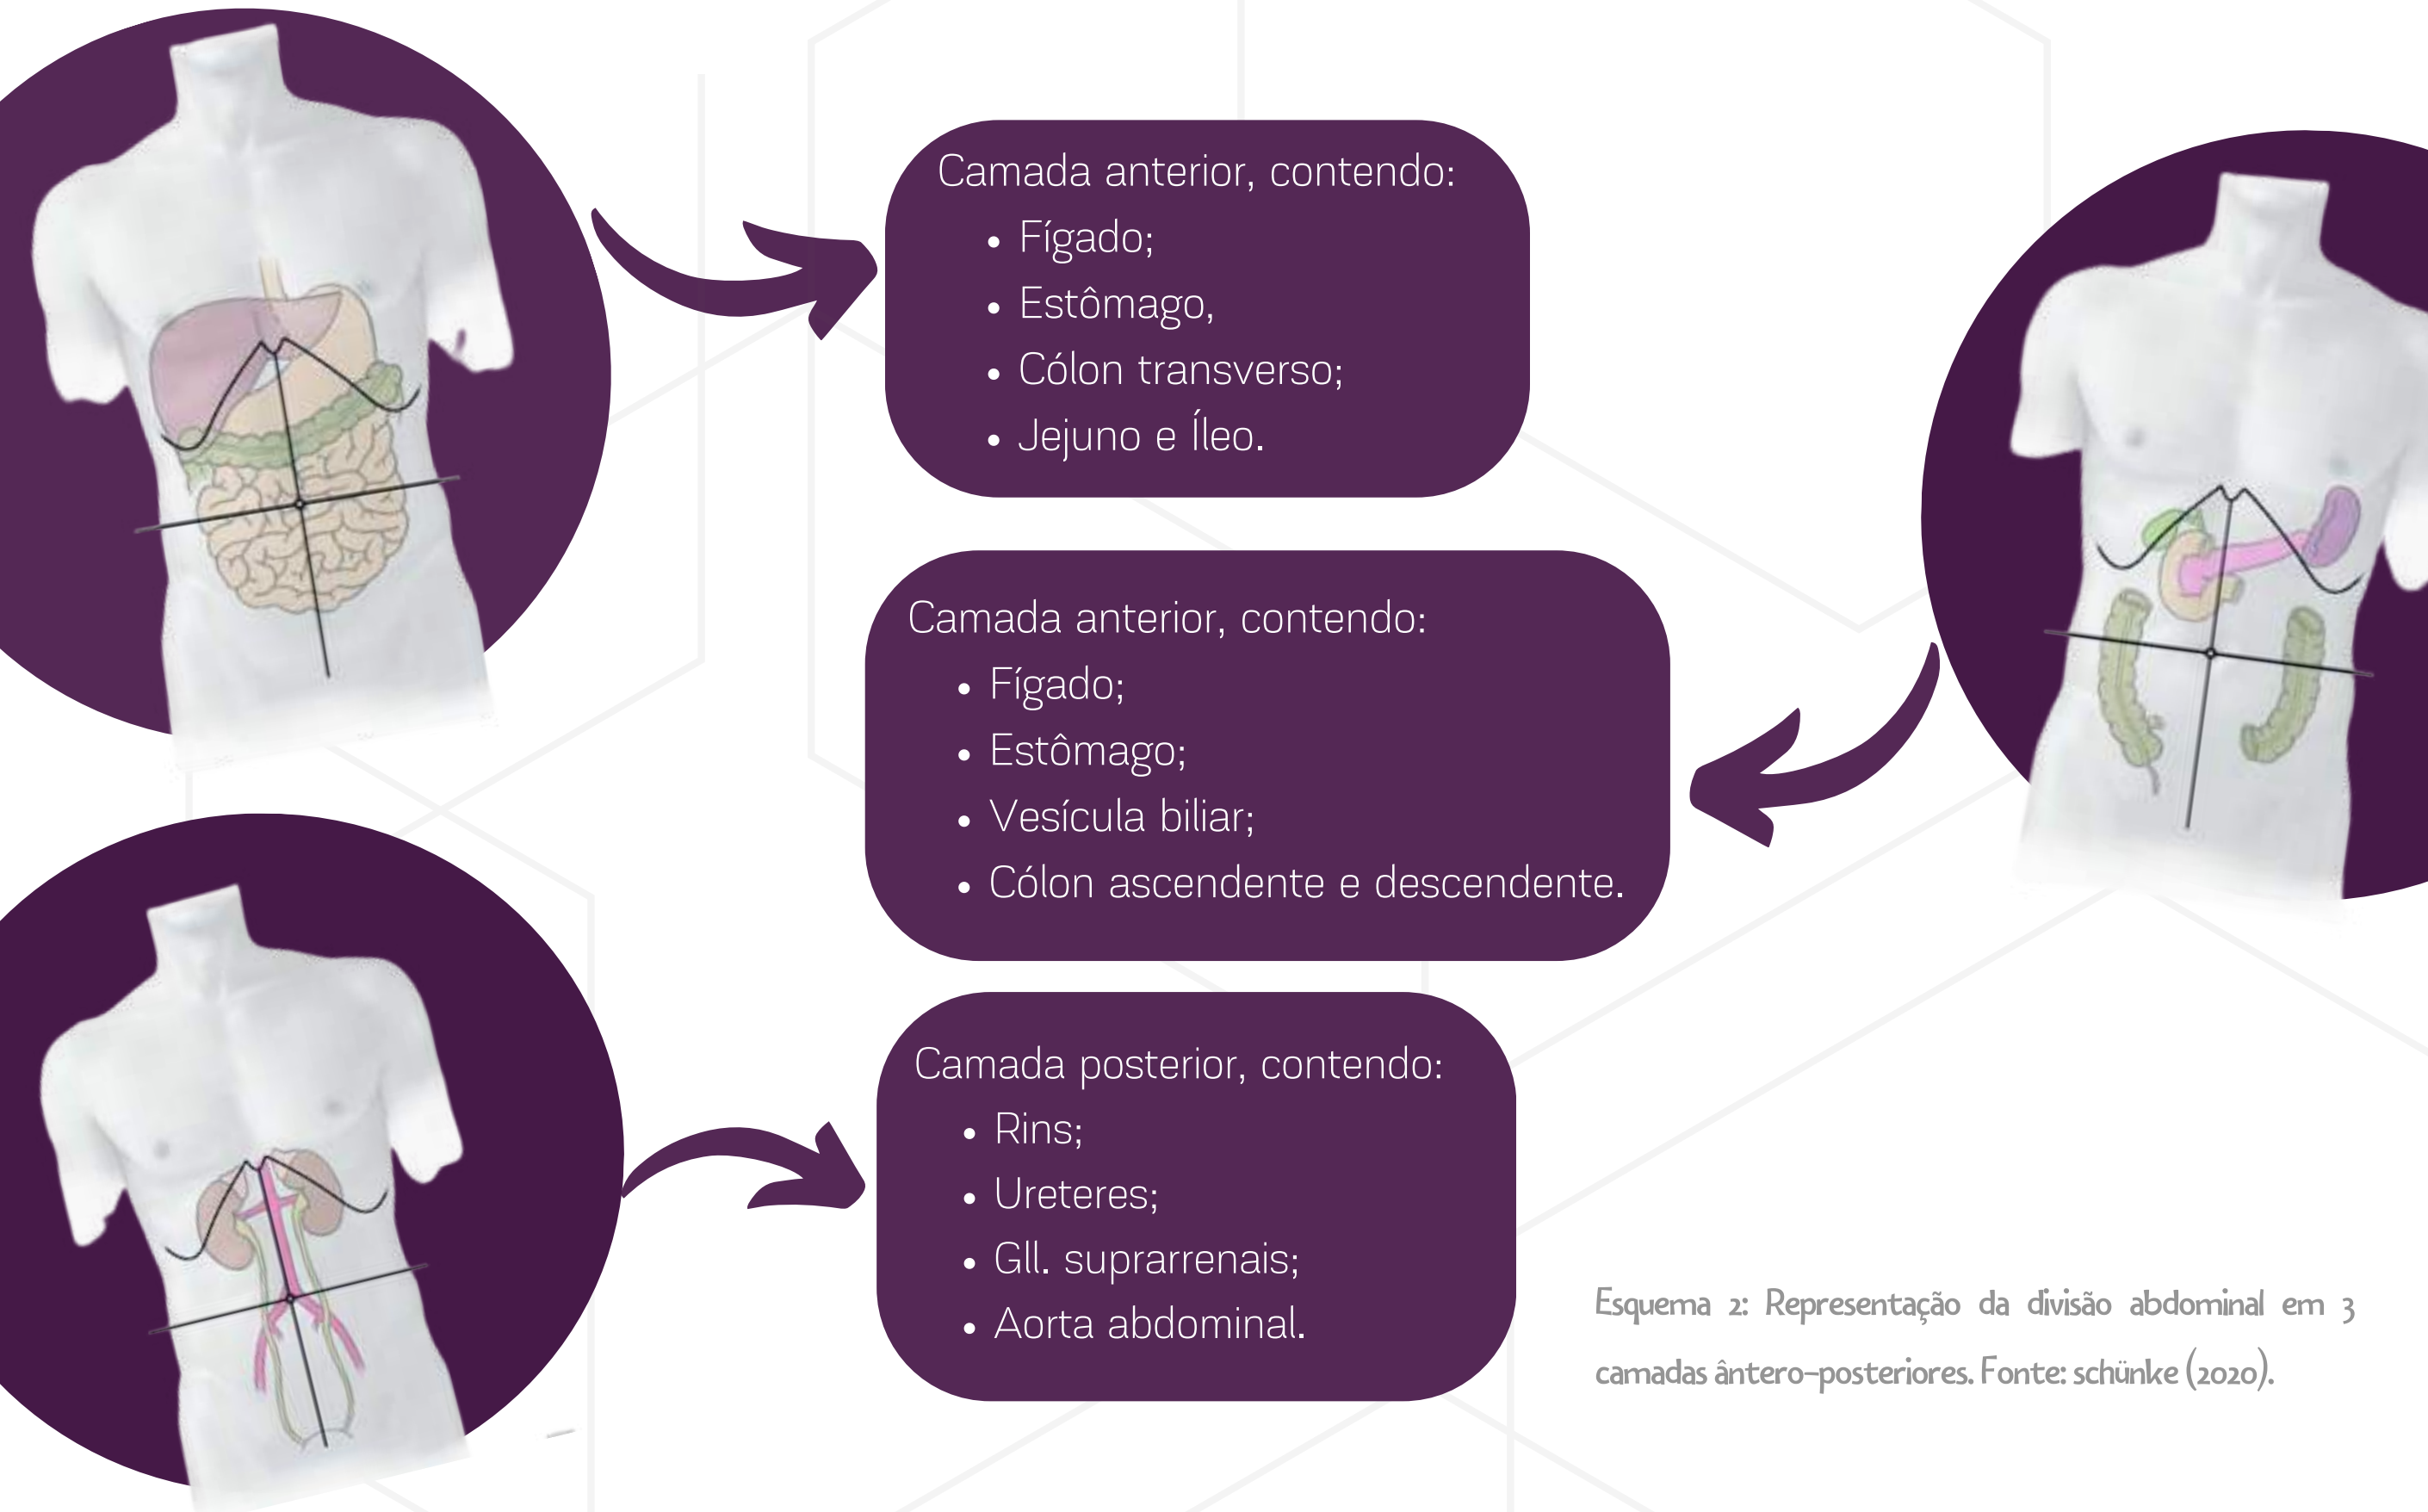 Camada anterior, contendo:
• Fígado;
• Estômago,
• Cólon transverso;
• Jejuno e Íleo.
Camada anterior, contendo:
• Fígado;
• Estômago;
• Vesícula biliar;
• Cólon ascendente e descendente.
Camada posterior, contendo:
• Rins;
• Ureteres;
• Gll. suprarrenais;
• Aorta abdominal.
Esquema 2: Representação da divisão abdominal em 3
camadas ântero-posteriores. Fonte: schünke (2020).